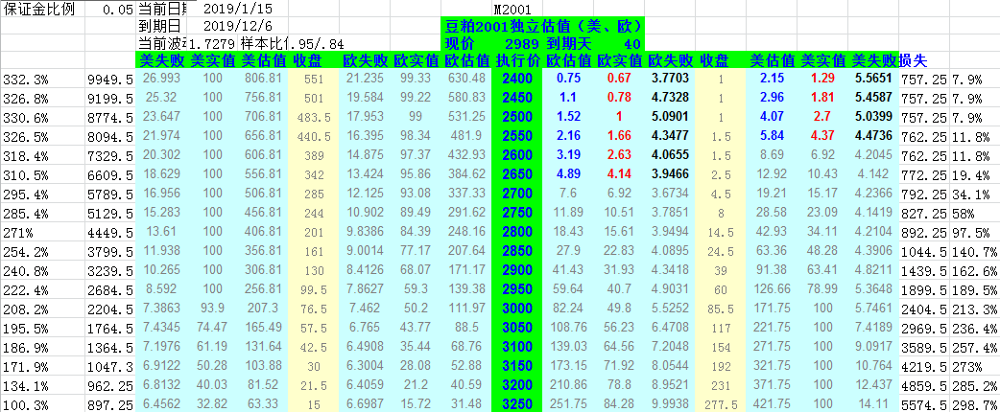 保证金比例 0.05 当前日期 2019/1/15 M2001
到期日 2019/12/6 豆粕2001独立估值（美、欧）
当前波动 1.7279 样本比例 .95/.84 现价 2989 到期天 40
美失败 美实值 美估值 收盘 欧失败 欧实值 欧估值 执行价 欧估值 欧实值 欧失败 收盘 美估值 美实值 美失败 损失
332.3% 9949.5 26.993 100 806.81 551 21.235 99.33 630.48 2400 0.75 0.67 3.7703 1 2.15 1.29 5.5651 757.25 7.9%
326.8% 9199.5 25.32 100 756.81 501 19.584 99.22 580.83 2450 1.1 0.78 4.7328 1 2.96 1.81 5.4587 757.25 7.9%
330.6% 8774.5 23.647 100 706.81 483.5 17.953 99 531.25 2500 1.52 1 5.0901 1 4.07 2.7 5.0399 757.25 7.9%
326.5% 8094.5 21.974 100 656.81 440.5 16.395 98.34 481.9 2550 2.16 1.66 4.3477 1.5 5.84 4.37 4.4736 762.25 11.8%
318.4% 7329.5 20.302 100 606.81 389 14.875 97.37 432.93 2600 3.19 2.63 4.0655 1.5 8.69 6.92 4.2045 762.25 11.8%
310.5% 6609.5 18.629 100 556.81 342 13.424 95.86 384.62 2650 4.89 4.14 3.9466 2.5 12.92 10.43 4.142 772.25 19.4%
295.4% 5789.5 16.956 100 506.81 285 12.125 93.08 337.33 2700 7.6 6.92 3.6734 4.5 19.21 15.17 4.2366 792.25 34.1%
285.4% 5129.5 15.283 100 456.81 244 10.902 89.49 291.62 2750 11.89 10.51 3.7851 8 28.58 23.09 4.1419 827.25 58%
271% 4449.5 13.61 100 406.81 201 9.8386 84.39 248.16 2800 18.43 15.61 3.9494 14.5 42.93 34.11 4.2104 892.25 97.5%
254.2% 3799.5 11.938 100 356.81 161 9.0014 77.17 207.64 2850 27.9 22.83 4.0895 24.5 63.36 48.28 4.3906 1044.5 140.7%
240.8% 3239.5 10.265 100 306.81 130 8.4126 68.07 171.17 2900 41.43 31.93 4.3418 39 91.38 63.41 4.8211 1439.5 162.6%
222.4% 2684.5 8.592 100 256.81 99.5 7.8627 59.3 139.38 2950 59.64 40.7 4.9031 60 126.66 78.99 5.3648 1899.5 189.5%
208.2% 2204.5 7.3863 93.9 207.3 76.5 7.462 50.2 111.97 3000 82.24 49.8 5.5252 85.5 171.75 100 5.7461 2404.5 213.3%
195.5% 1764.5 7.4345 74.47 165.49 57.5 6.765 43.77 88.5 3050 108.76 56.23 6.4708 117 221.75 100 7.4189 2969.5 236.4%
186.9% 1364.5 7.1976 61.19 131.64 42.5 6.4908 35.44 68.76 3100 139.03 64.56 7.2048 154 271.75 100 9.0917 3589.5 257.4%
171.9% 1047.3 6.9122 50.28 103.88 30 6.3004 28.08 52.88 3150 173.15 71.92 8.0544 192 321.75 100 10.764 4219.5 273%
134.1% 962.25 6.8132 40.03 81.52 21.5 6.4059 21.2 40.59 3200 210.86 78.8 8.9521 231 371.75 100 12.437 4859.5 285.2%
100.3% 897.25 6.4562 32.82 63.33 15 6.9687 15.72 31.48 3250 251.75 84.28 9.9938 277.5 421.75 100 14.11 5574.5 298.7%